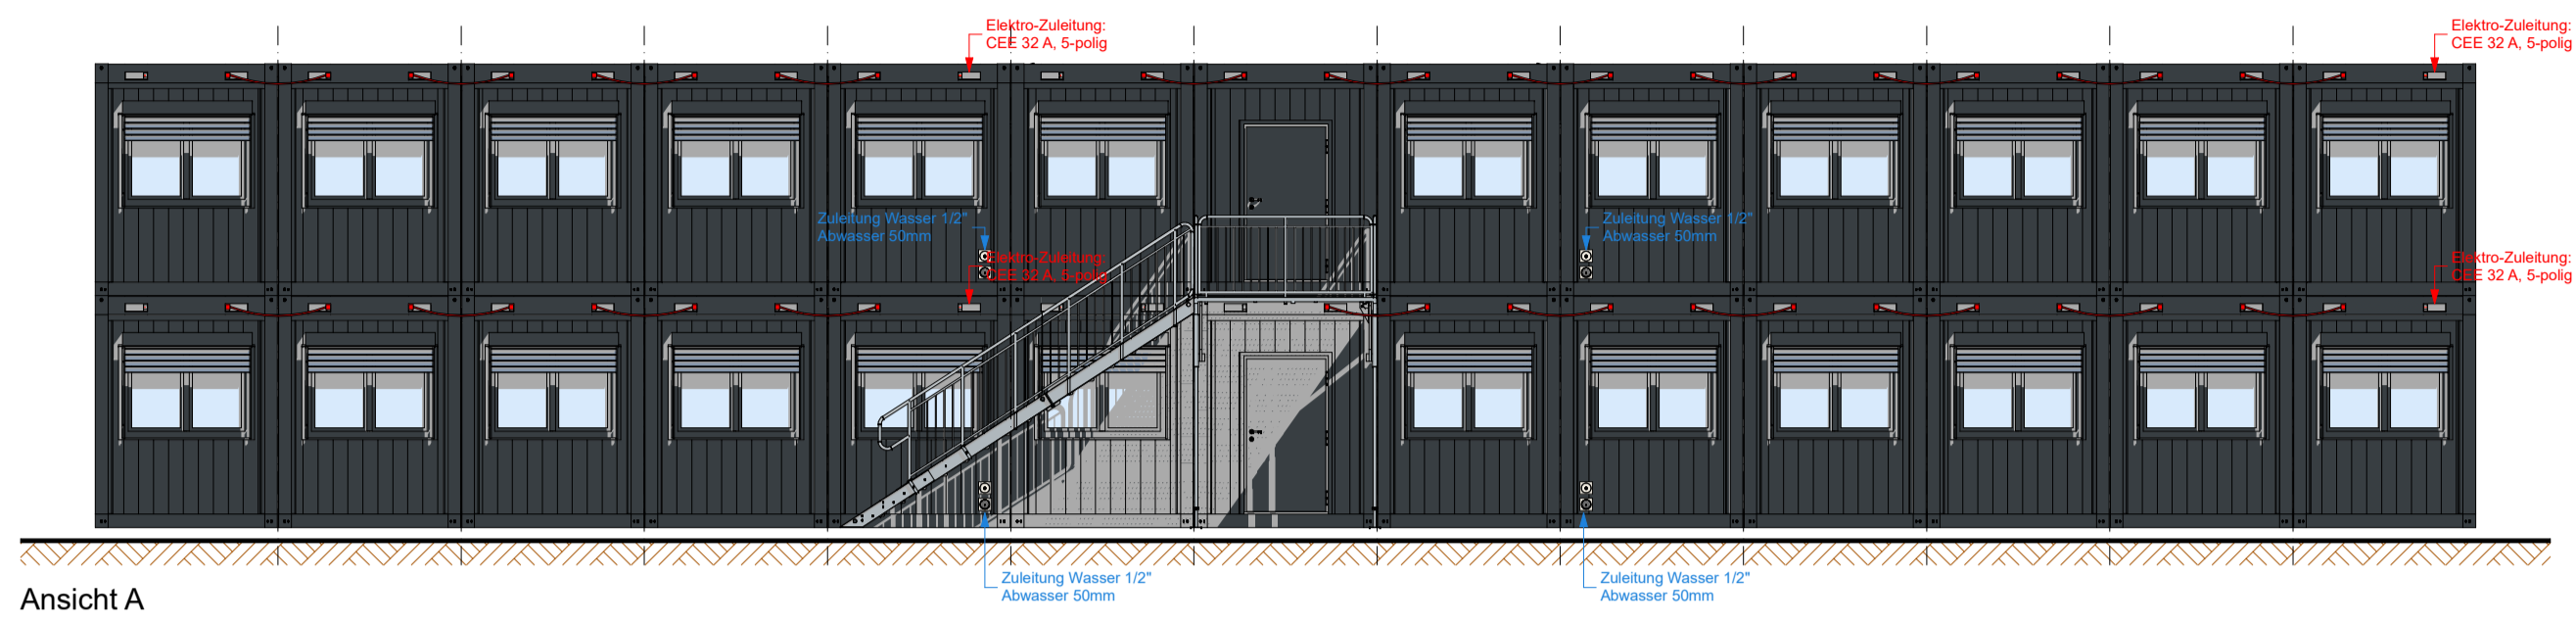 Elektro-Zuleitung:
CEE 32 A, 5-polig
Elektro-Zuleitung:
CEE 32 A, 5-polig
Zuleitung Wasser 1/2"
Abwasser 50mm
Zuleitung Wasser 1/2"
Abwasser 50mm
Elektro-Zuleitung:
CEE 32 A, 5-polig
Elektro-Zuleitung:
CEE 32 A, 5-polig
Zuleitung Wasser 1/2"
Abwasser 50mm
Zuleitung Wasser 1/2"
Abwasser 50mm
Ansicht A